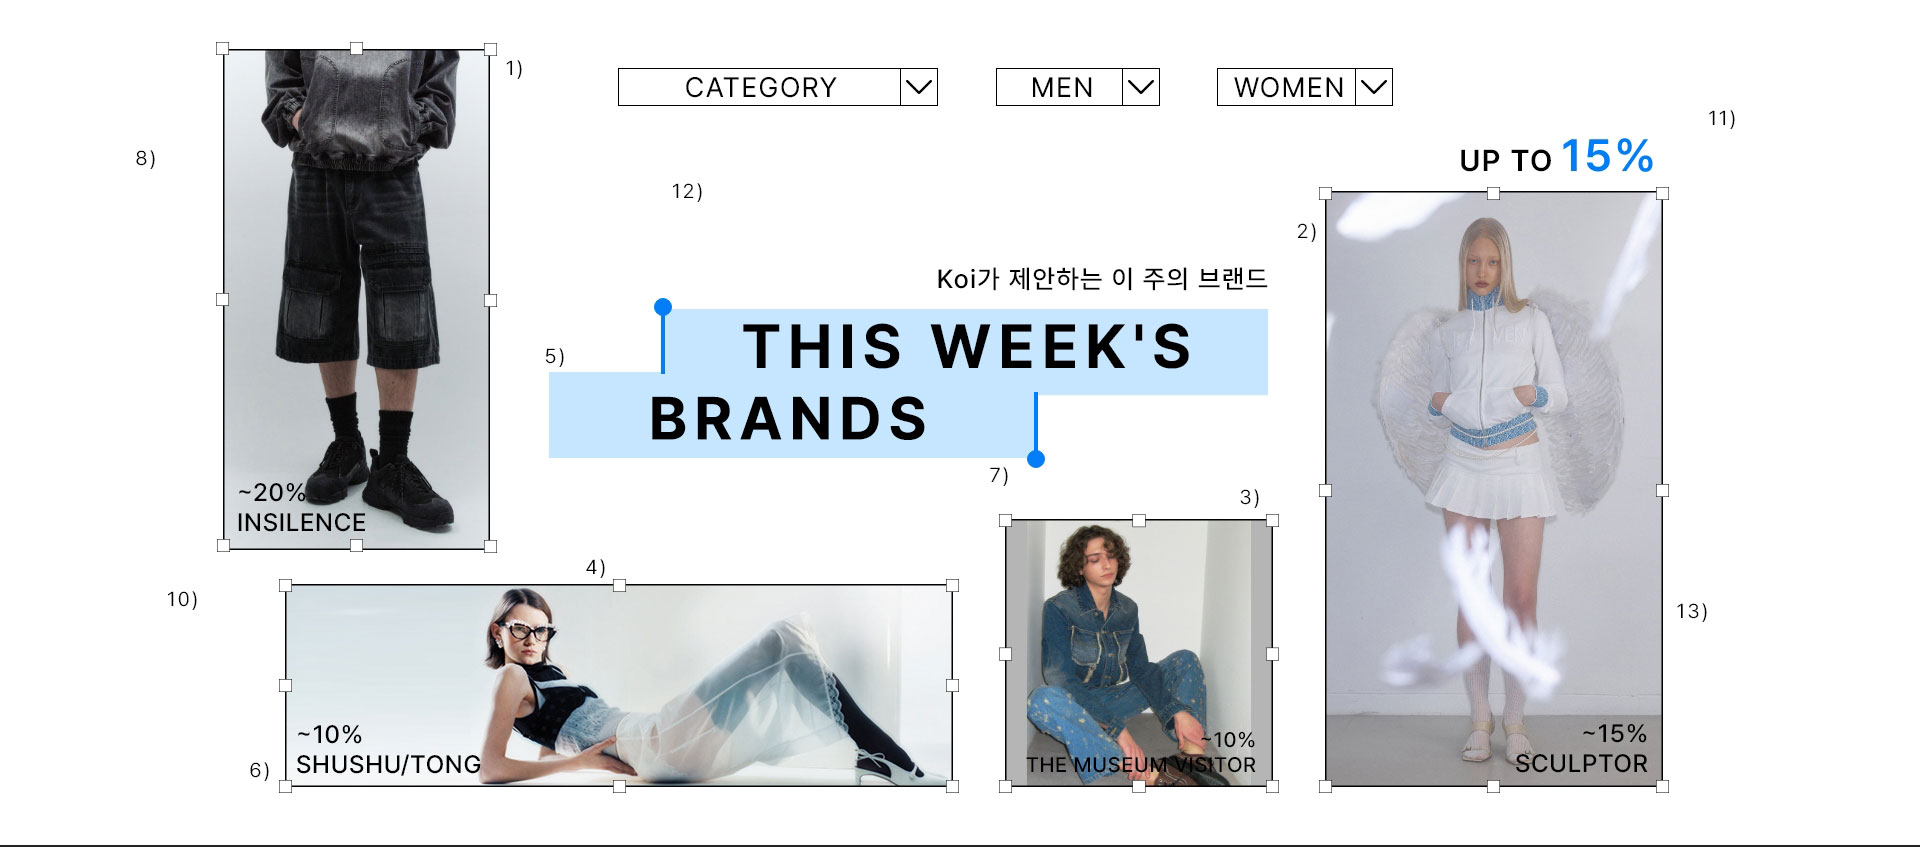 1)
CATEGORY
MEN
WOMEN
11)
8)
UP TO 15%
12)
2)
Koi가 제안하는 이 주의 브랜드
THIS WEEK'S
5)
BRANDS
7)
3)
~20%
INSILENCE
4)
10)
13)
~10%
SHUSHU/TONG
6)
~10%
THE MUSEUM VISITOR
~15%
SCULPTOR